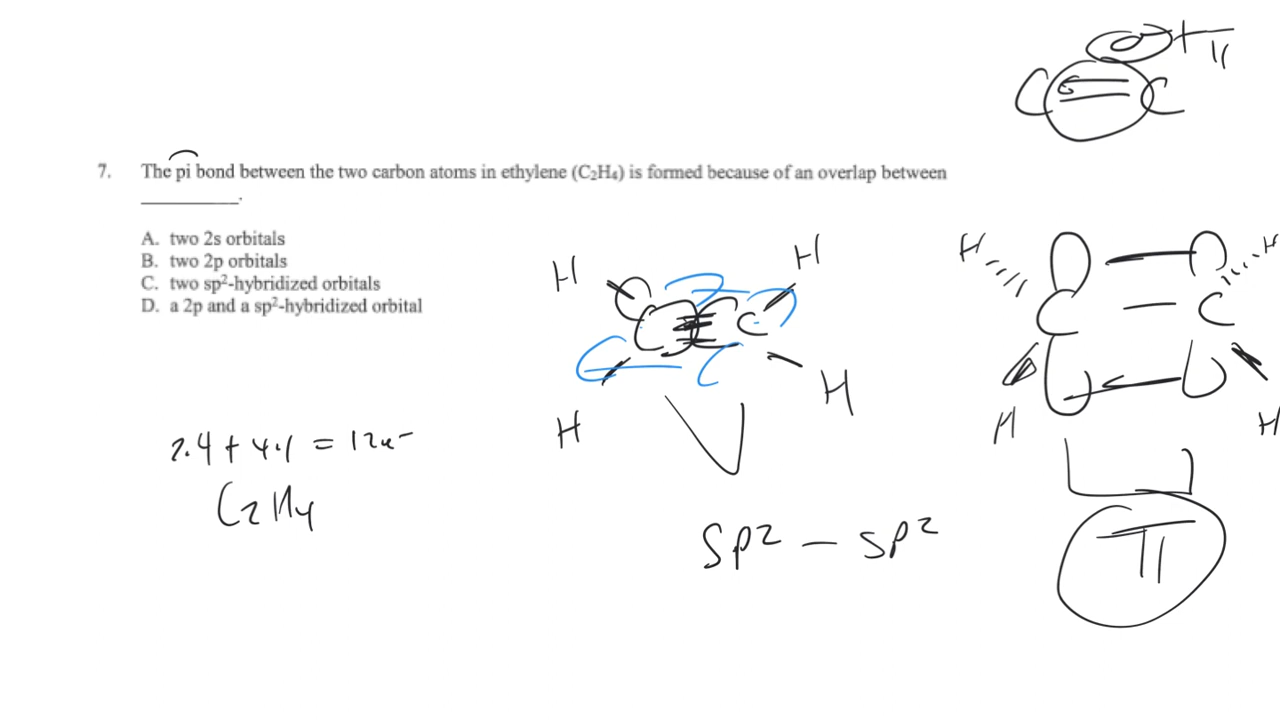 σ + π
C = C
7. The pi bond between the two carbon atoms in ethylene (C₂H₄) is formed because of an overlap between
__________.
A. two 2s orbitals
B. two 2p orbitals
C. two sp²-hybridized orbitals
D. a 2p and a sp²-hybridized orbital
H H H H
C = C
C - C
H H H H
2.4 + 4.1 = 12e-
C2H4
sp² - sp²
π